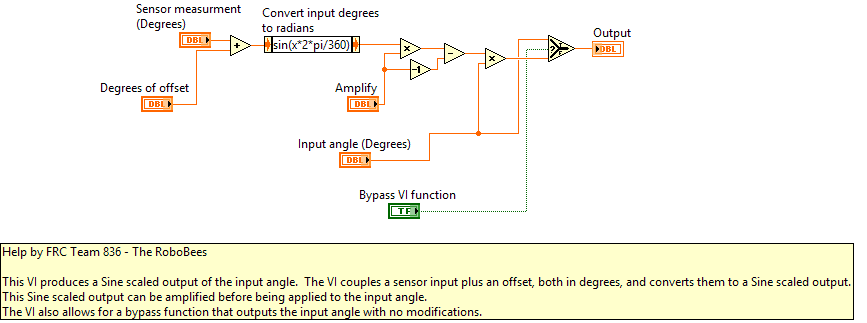 Sensor measurment
(Degrees)
DBL
Convert input degrees
to radians
sin(x*2*pi/360)
+
x
-1
-
x
?
T
F
Output
DBL
Degrees of offset
DBL
Amplify
DBL
Input angle (Degrees)
DBL
Bypass VI function
TF
Help by FRC Team 836 - The RoboBees
This VI produces a Sine scaled output of the input angle. The VI couples a sensor input plus an offset, both in degrees, and converts them to a Sine scaled output.
This Sine scaled output can be amplified before being applied to the input angle.
The VI also allows for a bypass function that outputs the input angle with no modifications.